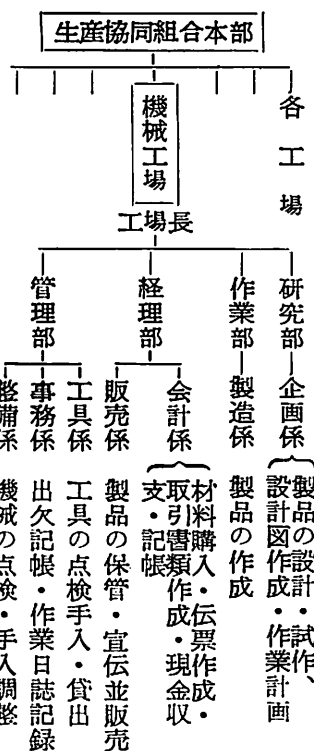 生産協同組合本部
各工場
機械工場
工場長
研究部
企画係
製品の設計・試作、
設計図作成・作業計画
作業部
製造係
製品の作成
経理部
会計係
材料購入・伝票作成・
取引書類作成・現金収
支・記帳
販売係
製品の保管・宣伝並販売
管理部
工具係
工具の点検手入・貸出
事務係
出欠記帳・作業日誌記録
整備係
機械の点検・手入調整